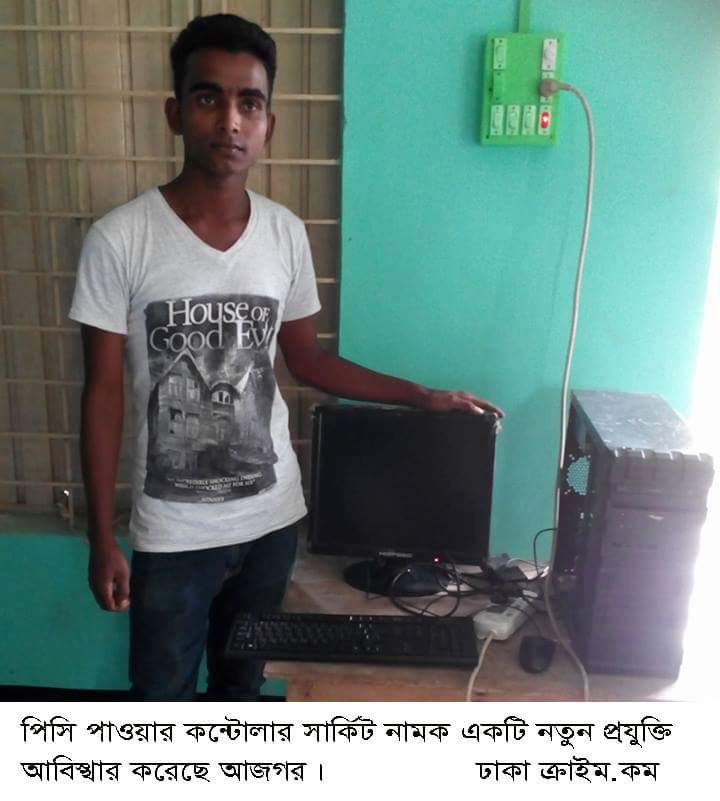 HOUSE OF
GOOD EVIL
পিসি পাওয়ার কন্টোলার সার্কিট নামক একটি নতুন প্রযুক্তি
আবিস্খার করেছে আজগর । ঢাকা ক্রাইম.কম